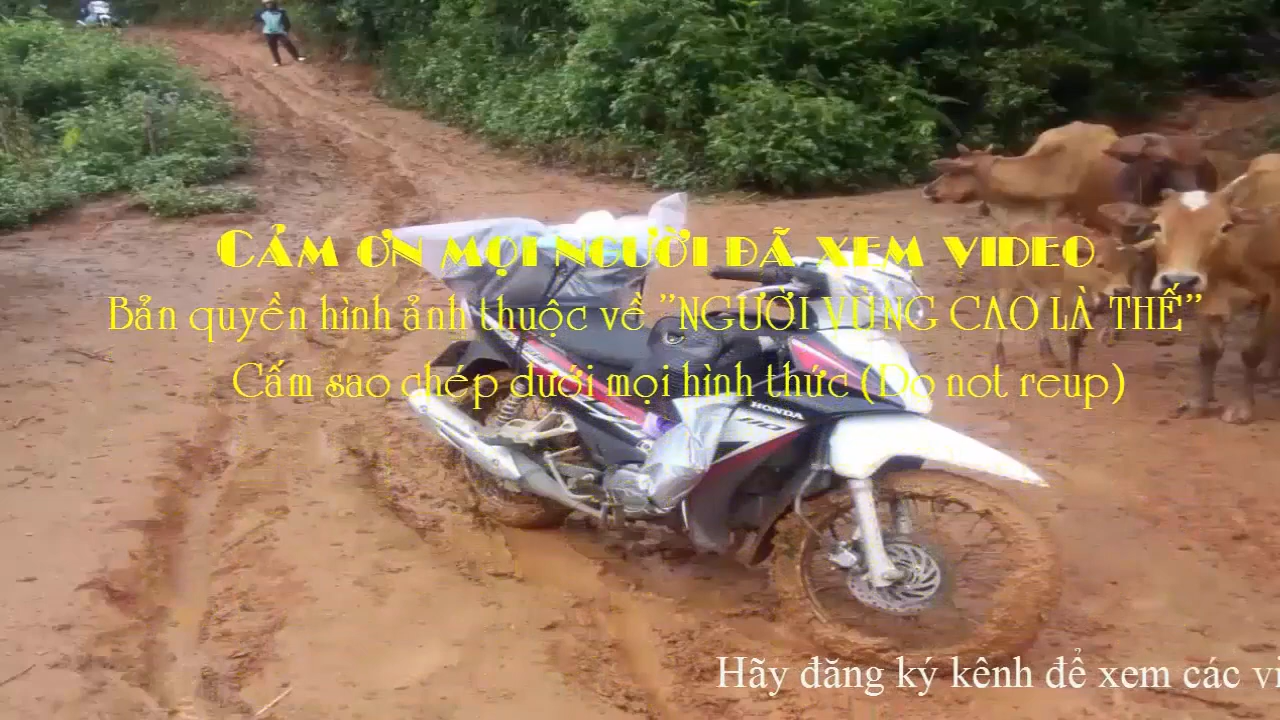 Cảm ơn mọi người đã xem video
Bản quyền hình ảnh thuộc về "NGƯỜI VÙNG CAO LÀ THẾ"
Cấm sao chép dưới mọi hình thức (Do not reup)
HONDA
Hãy đăng ký kênh để xem các vi